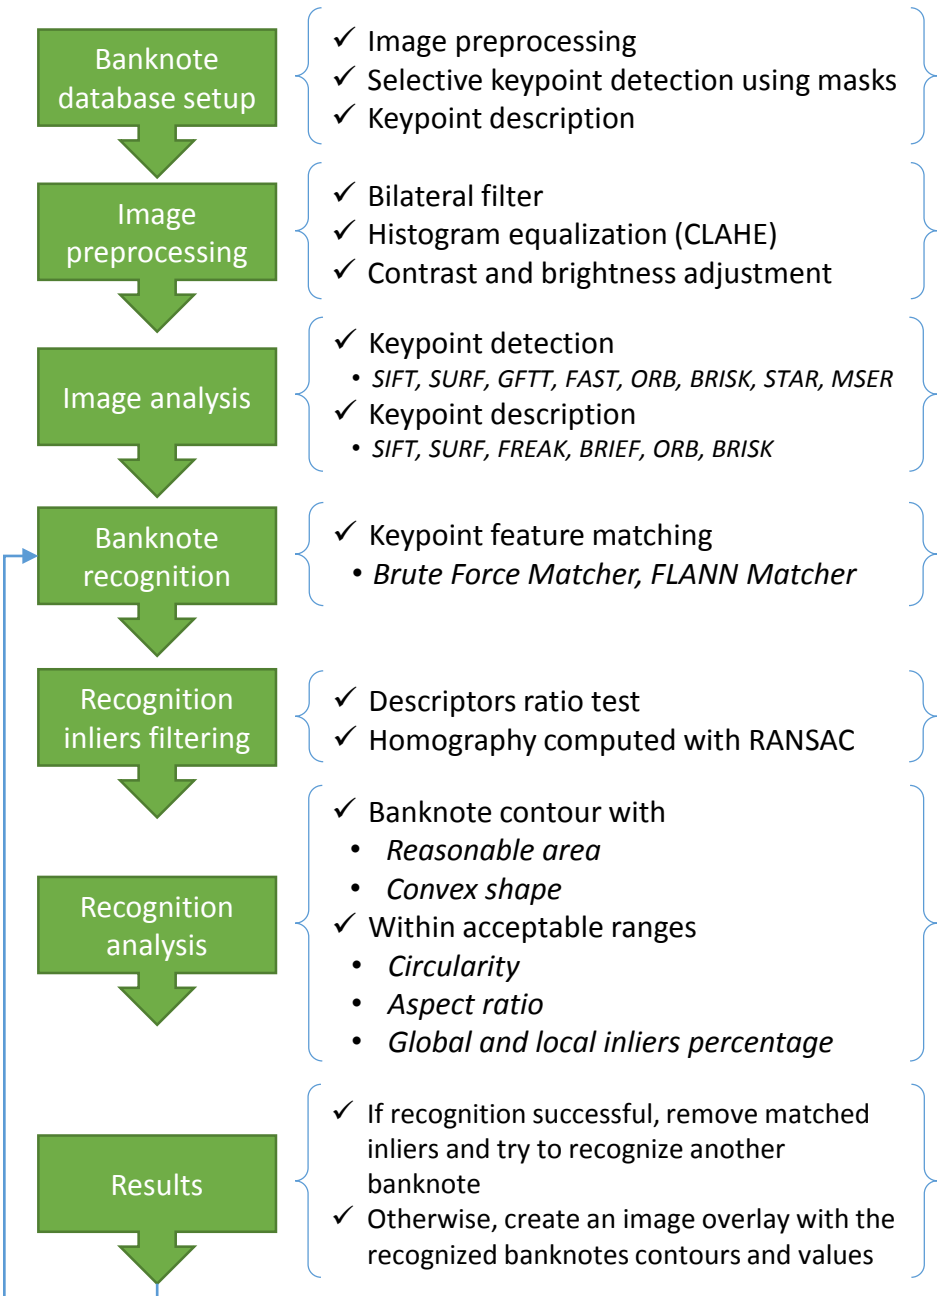 Banknote
database setup
✓ Image preprocessing
✓ Selective keypoint detection using masks
✓ Keypoint description
Image
preprocessing
✓ Bilateral filter
✓ Histogram equalization (CLAHE)
✓ Contrast and brightness adjustment
Image analysis
✓ Keypoint detection
• SIFT, SURF, GFTT, FAST, ORB, BRISK, STAR, MSER
✓ Keypoint description
• SIFT, SURF, FREAK, BRIEF, ORB, BRISK
Banknote
recognition
✓ Keypoint feature matching
• Brute Force Matcher, FLANN Matcher
Recognition
inliers filtering
✓ Descriptors ratio test
✓ Homography computed with RANSAC
Recognition
analysis
✓ Banknote contour with
• Reasonable area
• Convex shape
✓ Within acceptable ranges
• Circularity
• Aspect ratio
• Global and local inliers percentage
Results
✓ If recognition successful, remove matched
inliers and try to recognize another
banknote
✓ Otherwise, create an image overlay with the
recognized banknotes contours and values